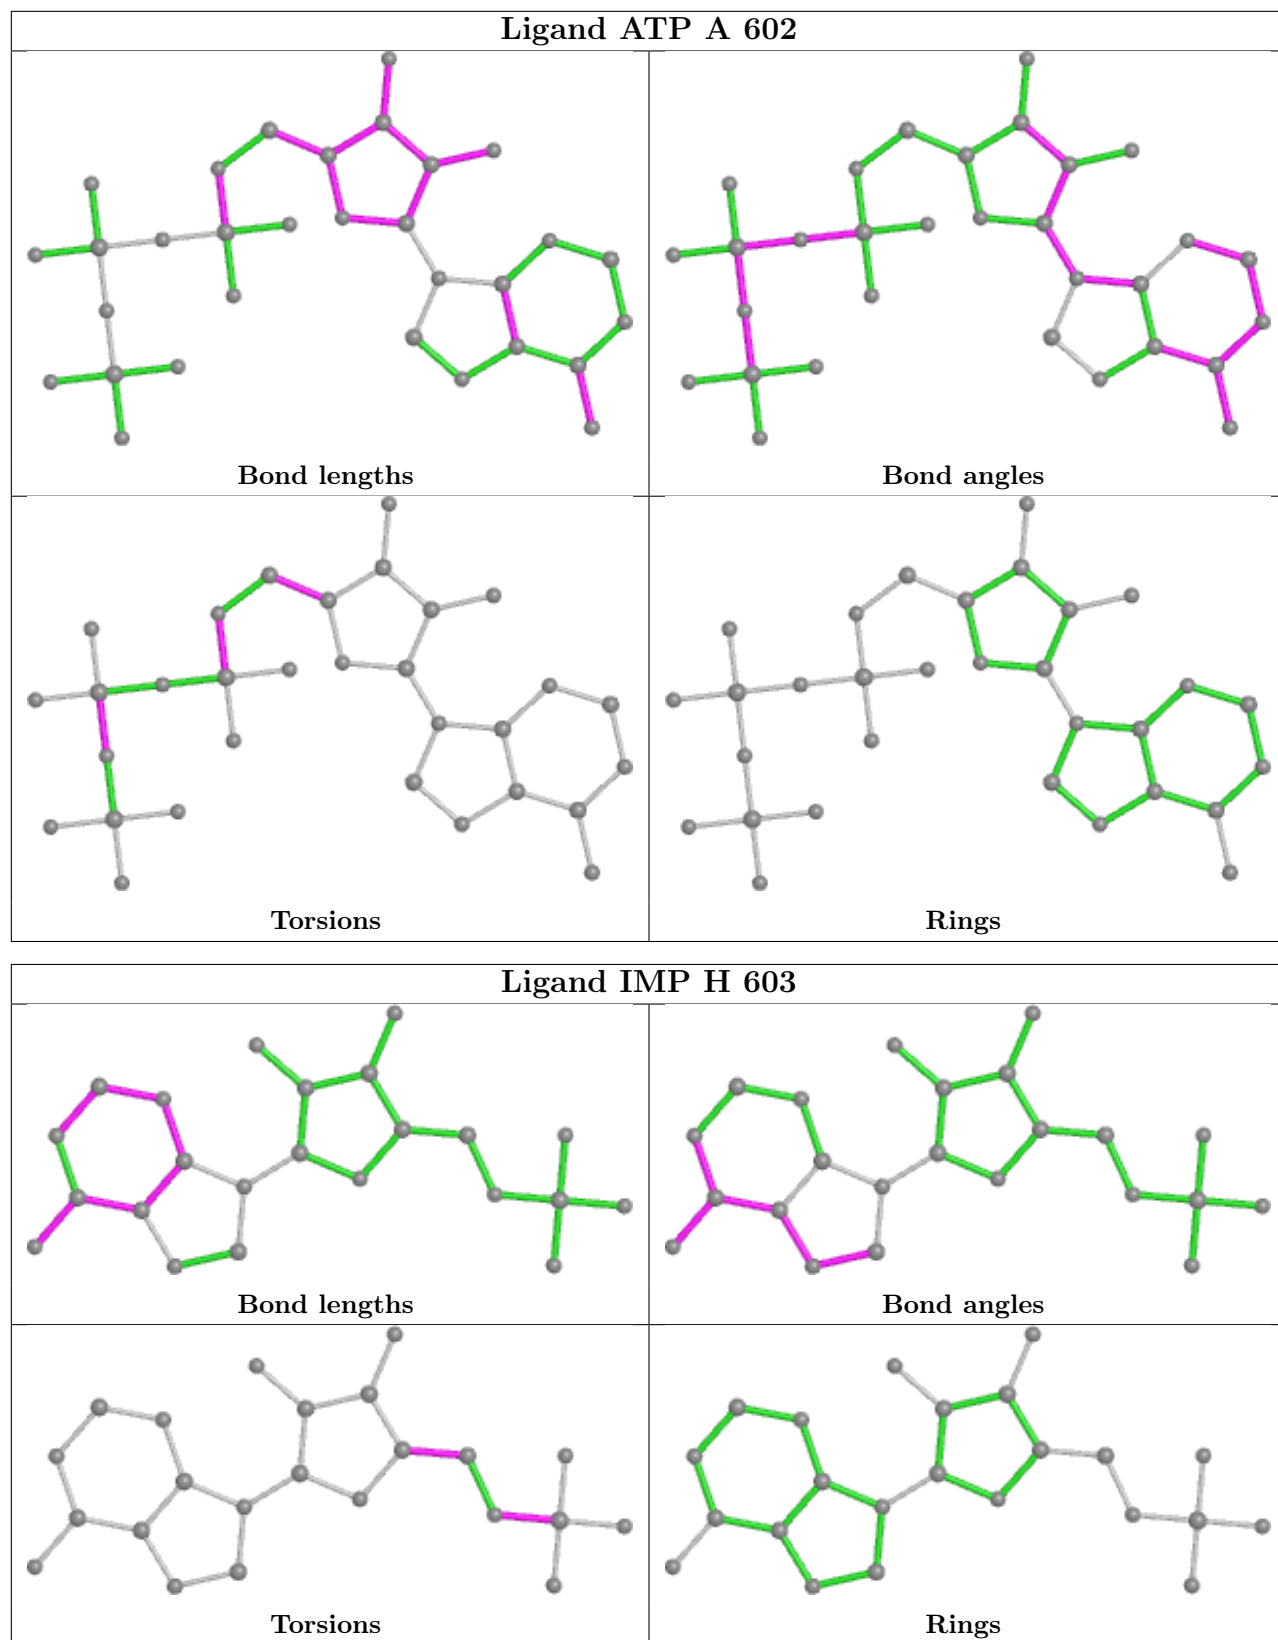 Ligand ATP A 602
Bond lengths
Bond angles
Torsions
Rings
Ligand IMP H 603
Bond lengths
Bond angles
Torsions
Rings